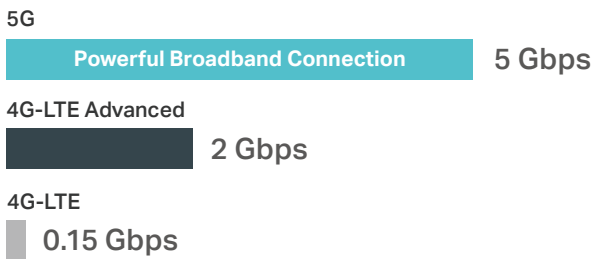 5G
Powerful Broadband Connection 5 Gbps
4G-LTE Advanced
2 Gbps
4G-LTE
0.15 Gbps